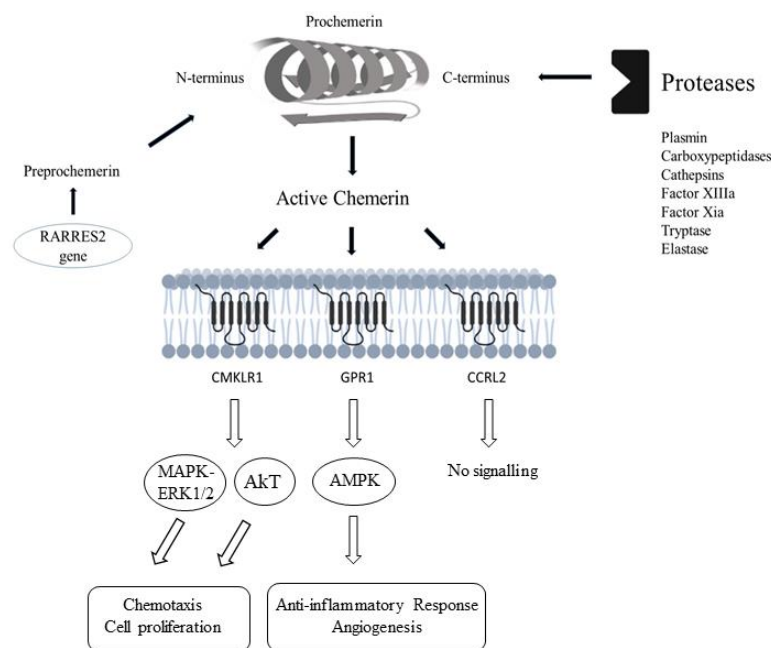 Prochemerin
N-terminus
C-terminus
Proteases
Plasmin
Carboxypeptidases
Cathepsins
Factor XIIIa
Factor Xia
Tryptase
Elastase
Preprochemerin
RARRES2
gene
Active Chemerin
CMKLR1
GPR1
CCRL2
MAPK-
ERK1/2
AkT
AMPK
No signalling
Chemotaxis
Cell proliferation
Anti-inflammatory Response
Angiogenesis